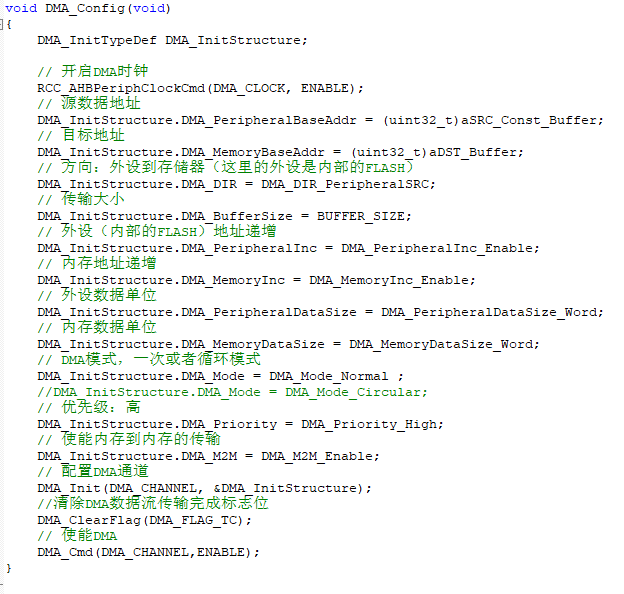 void DMA_Config(void)
{
    DMA_InitTypeDef DMA_InitStructure;

    // 开启DMA时钟
    RCC_AHBPeriphClockCmd(DMA_CLOCK, ENABLE);
    // 源数据地址
    DMA_InitStructure.DMA_PeripheralBaseAddr = (uint32_t)aSRC_Const_Buffer;
    // 目标地址
    DMA_InitStructure.DMA_MemoryBaseAddr = (uint32_t)aDST_Buffer;
    // 方向：外设到存储器（这里的外设是内部的FLASH）
    DMA_InitStructure.DMA_DIR = DMA_DIR_PeripheralSRC;
    // 传输大小
    DMA_InitStructure.DMA_BufferSize = BUFFER_SIZE;
    // 外设（内部的FLASH）地址递增
    DMA_InitStructure.DMA_PeripheralInc = DMA_PeripheralInc_Enable;
    // 内存地址递增
    DMA_InitStructure.DMA_MemoryInc = DMA_MemoryInc_Enable;
    // 外设数据单位
    DMA_InitStructure.DMA_PeripheralDataSize = DMA_PeripheralDataSize_Word;
    // 内存数据单位
    DMA_InitStructure.DMA_MemoryDataSize = DMA_MemoryDataSize_Word;
    // DMA模式，一次或者循环模式
    DMA_InitStructure.DMA_Mode = DMA_Mode_Normal ;
    //DMA_InitStructure.DMA_Mode = DMA_Mode_Circular;
    // 优先级：高
    DMA_InitStructure.DMA_Priority = DMA_Priority_High;
    // 使能内存到内存的传输
    DMA_InitStructure.DMA_M2M = DMA_M2M_Enable;
    // 配置DMA通道
    DMA_Init(DMA_CHANNEL, &DMA_InitStructure);
    //清除DMA数据流传输完成标志位
    DMA_ClearFlag(DMA_FLAG_TC);
    // 使能DMA
    DMA_Cmd(DMA_CHANNEL,ENABLE);
}